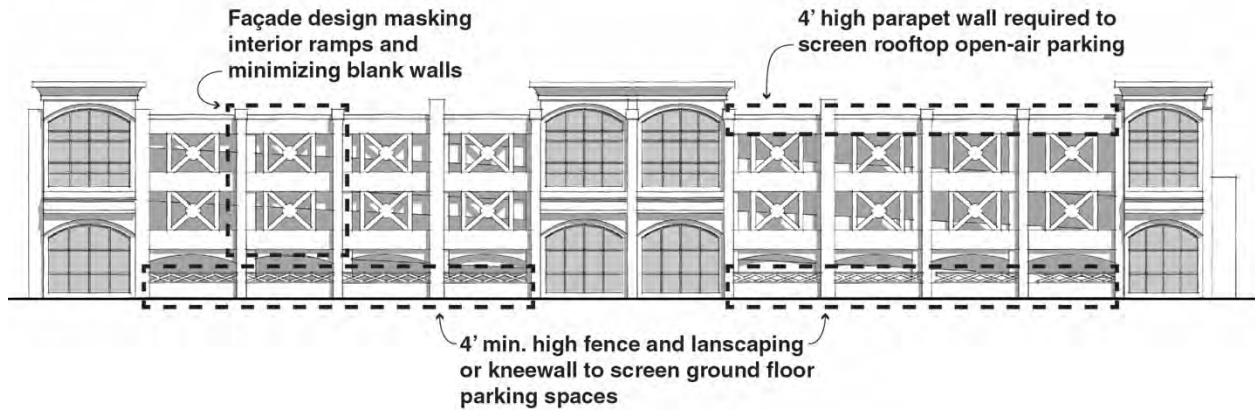 Façade design masking
interior ramps and
minimizing blank walls
4' high parapet wall required to
screen rooftop open-air parking
4' min. high fence and lanscaping
or kneewall to screen ground floor
parking spaces